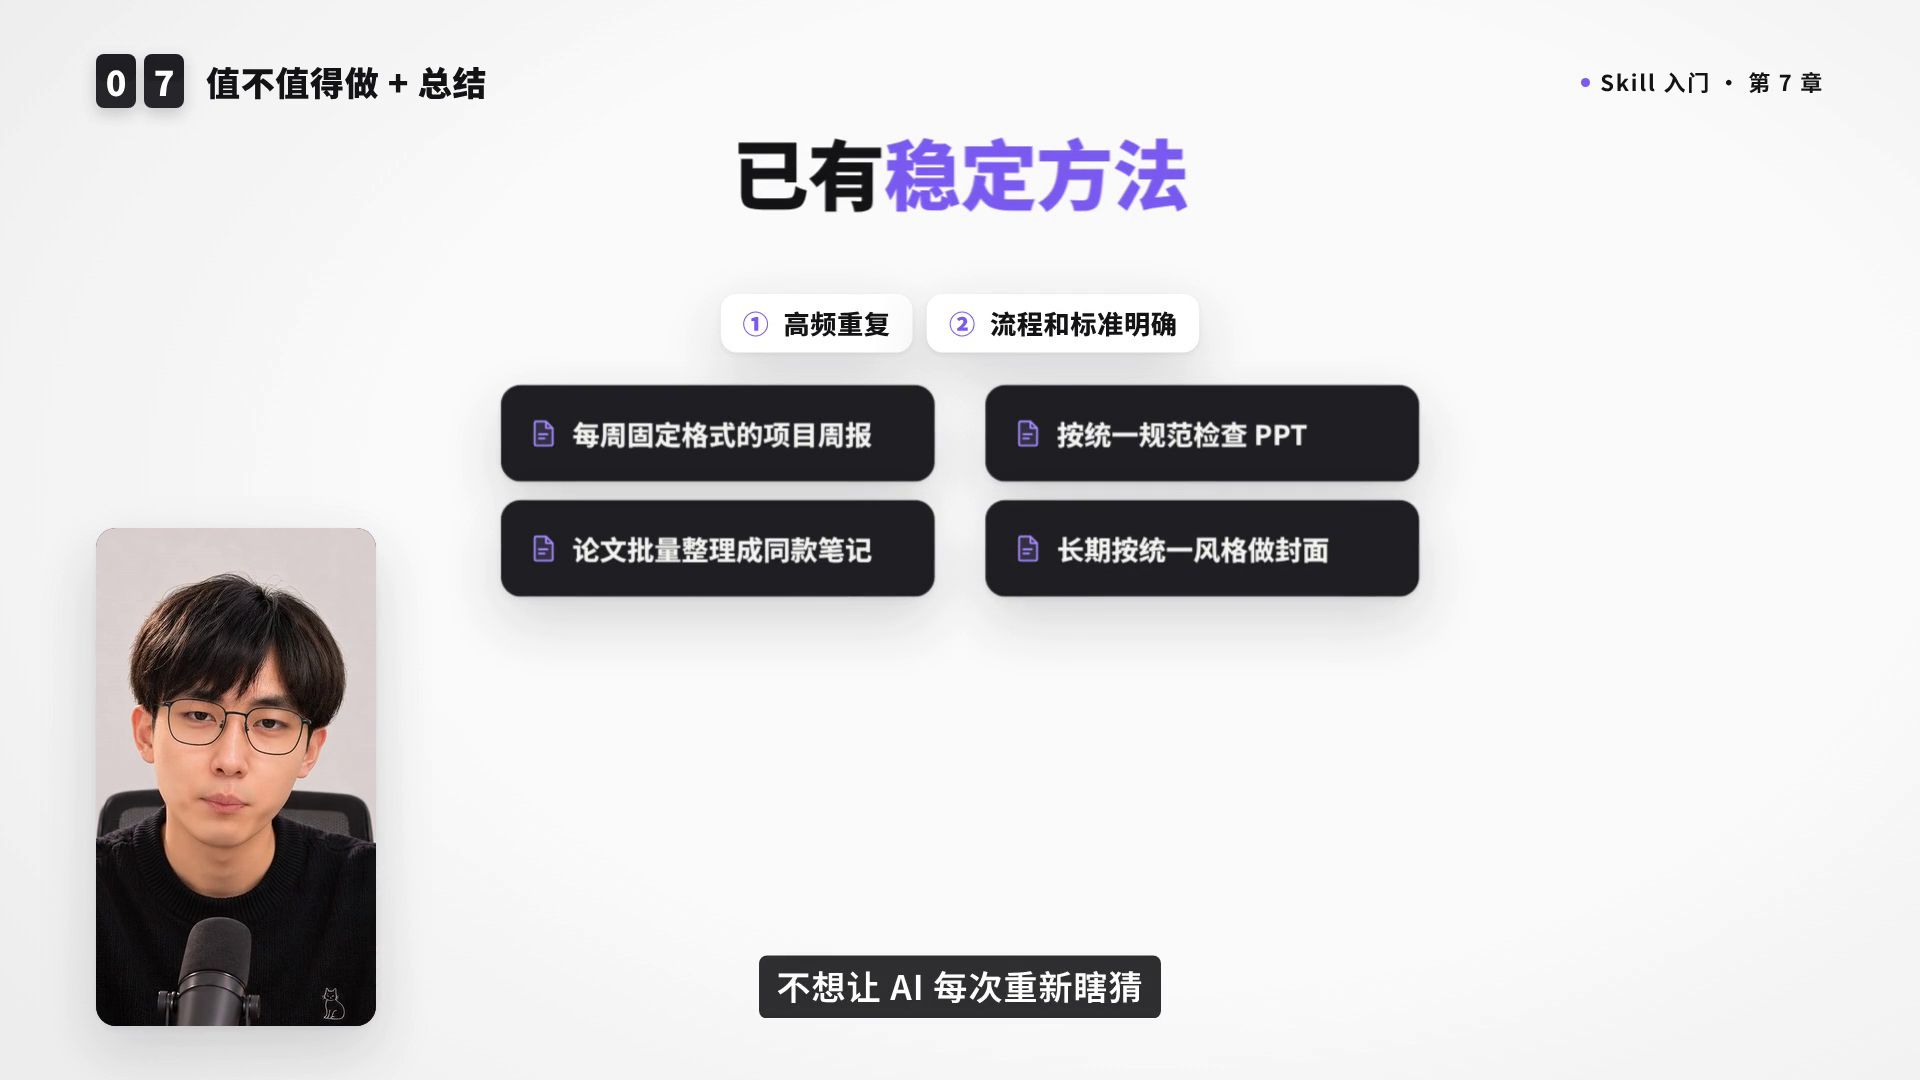 07 值不值得做 + 总结
Skill 入门 · 第 7 章
已有稳定方法
① 高频重复
② 流程和标准明确
每周固定格式的项目周报
按统一规范检查 PPT
论文批量整理成同款笔记
长期按统一风格做封面
不想让 AI 每次重新瞎猜